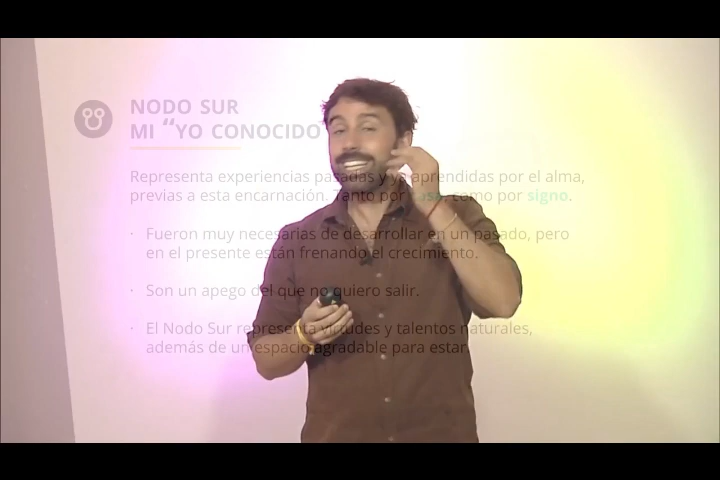 NODO SUR
MI “YO CONOCIDO
Representa experiencias pasadas y ya aprendidas por el alma,
previas a esta encarnación. Tanto por casa, como por signo.
· Fueron muy necesarias de desarrollar en un pasado, pero
en el presente están frenando el crecimiento.
· Son un apego del que no quiero salir.
· El Nodo Sur representa virtudes y talentos naturales,
además de un espacio agradable para estar.